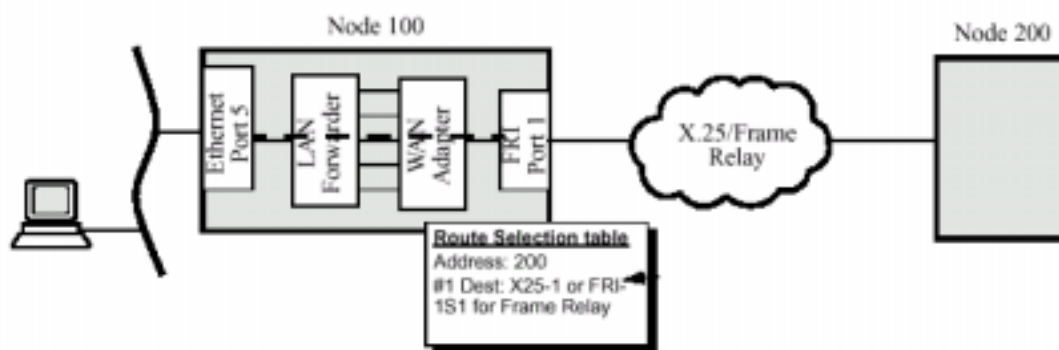 Node 100
Node 200
Ethernet
Port 5
LAN
Forwarder
WAN
Adapter
FRI
Port 1
X.25/Frame
Relay
Route Selection table
Address: 200
#1 Dest: X25-1 or FRI-
1S1 for Frame Relay